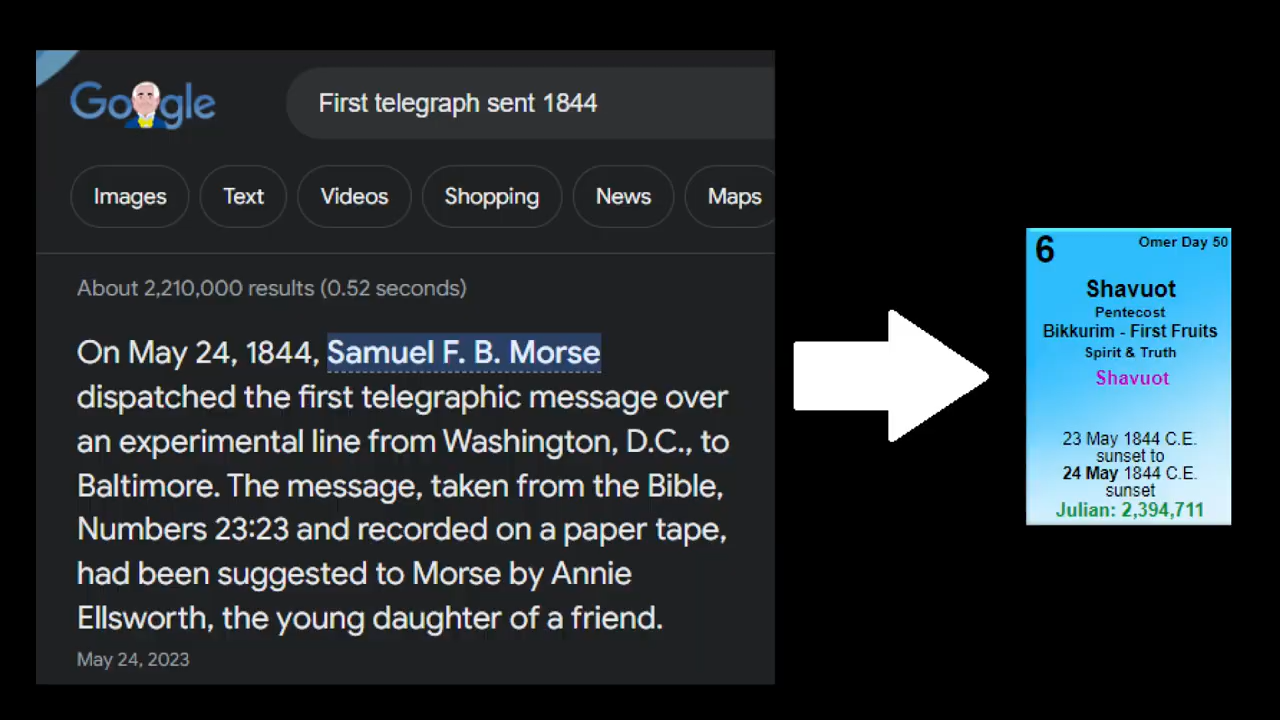 Google
First telegraph sent 1844
Images
Text
Videos
Shopping
News
Maps
About 2,210,000 results (0.52 seconds)
On May 24, 1844, Samuel F. B. Morse
dispatched the first telegraphic message over
an experimental line from Washington, D.C., to
Baltimore. The message, taken from the Bible,
Numbers 23:23 and recorded on a paper tape,
had been suggested to Morse by Annie
Ellsworth, the young daughter of a friend.
May 24, 2023
6
Omer Day 50
Shavuot
Pentecost
Bikkurim - First Fruits
Spirit & Truth
Shavuot
23 May 1844 C.E.
sunset to
24 May 1844 C.E.
sunset
Julian: 2,394,711